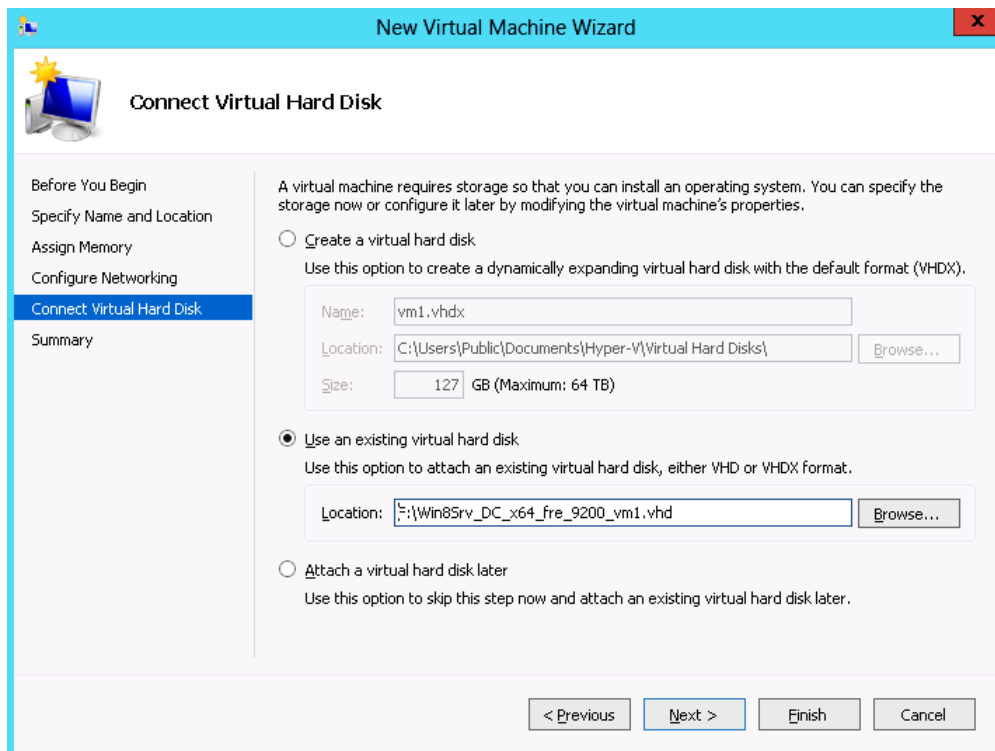 New Virtual Machine Wizard
x
Connect Virtual Hard Disk
Before You Begin
Specify Name and Location
Assign Memory
Configure Networking
Connect Virtual Hard Disk
Summary
A virtual machine requires storage so that you can install an operating system. You can specify the
storage now or configure it later by modifying the virtual machine's properties.
Create a virtual hard disk
Use this option to create a dynamically expanding virtual hard disk with the default format (VHDX).
Name: vm1.vhdx
Location: C:\Users\Public\Documents\Hyper-V\Virtual Hard Disks\ Browse...
Size: 127 GB (Maximum: 64 TB)
Use an existing virtual hard disk
Use this option to attach an existing virtual hard disk, either VHD or VHDX format.
Location: :\Win8Srv_DC_x64_fre_9200_vm1.vhd Browse...
Attach a virtual hard disk later
Use this option to skip this step now and attach an existing virtual hard disk later.
< Previous Next > Finish Cancel